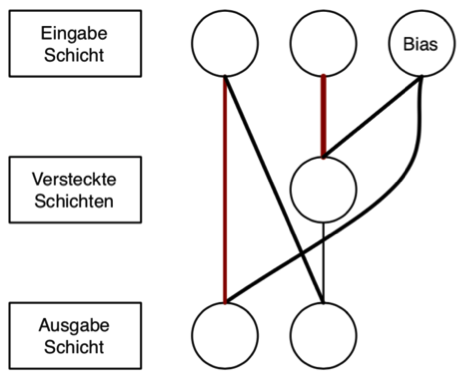 Eingabe
Schicht
Bias
Versteckte
Schichten
Ausgabe
Schicht